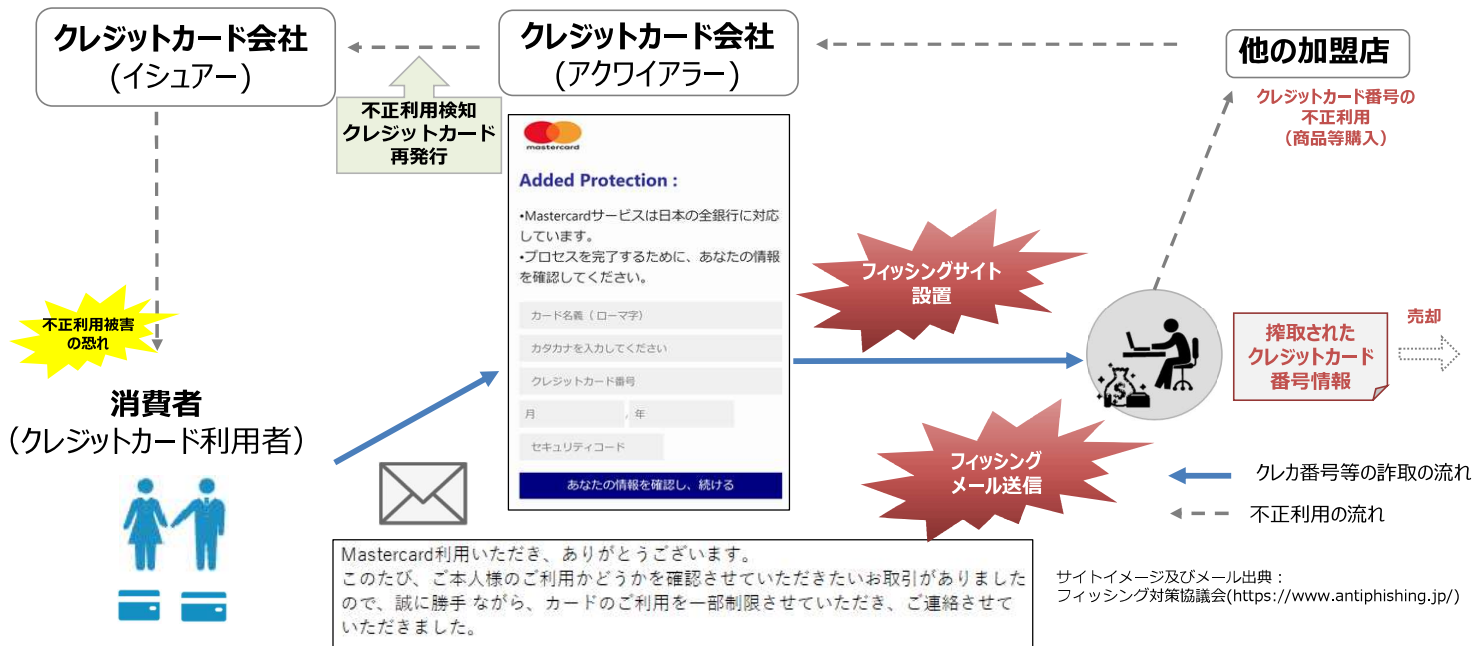 クレジットカード会社
(イシュアー)
クレジットカード会社
(アクワイアラー)
他の加盟店
不正利用検知
クレジットカード
再発行
クレジットカード番号の
不正利用
（商品等購入）
mastercard
Added Protection :
•Mastercardサービスは日本の全銀行に対応
しています。
•プロセスを完了するために、あなたの情報
を確認してください。
カード名義（ ローマ字）
カタカナを入力してください
クレジットカード番号
月 , 年
セキュリティコード
あなたの情報を確認し、続ける
フィッシングサイト
設置
不正利用被害
の恐れ
搾取された
クレジットカード
番号情報
売却
消費者
（クレジットカード利用者）
フィッシング
メール送信
クレカ番号等の詐取の流れ
不正利用の流れ
Mastercard利用いただき、ありがとうございます。
このたび、ご本人様のご利用かどうかを確認させていただきたいお取引がありました
ので、誠に勝手 ながら、カードのご利用を一部制限させていただき、ご連絡させて
いただきました。
サイトイメージ及びメール出典：
フィッシング対策協議会(https://www.antiphishing.jp/)